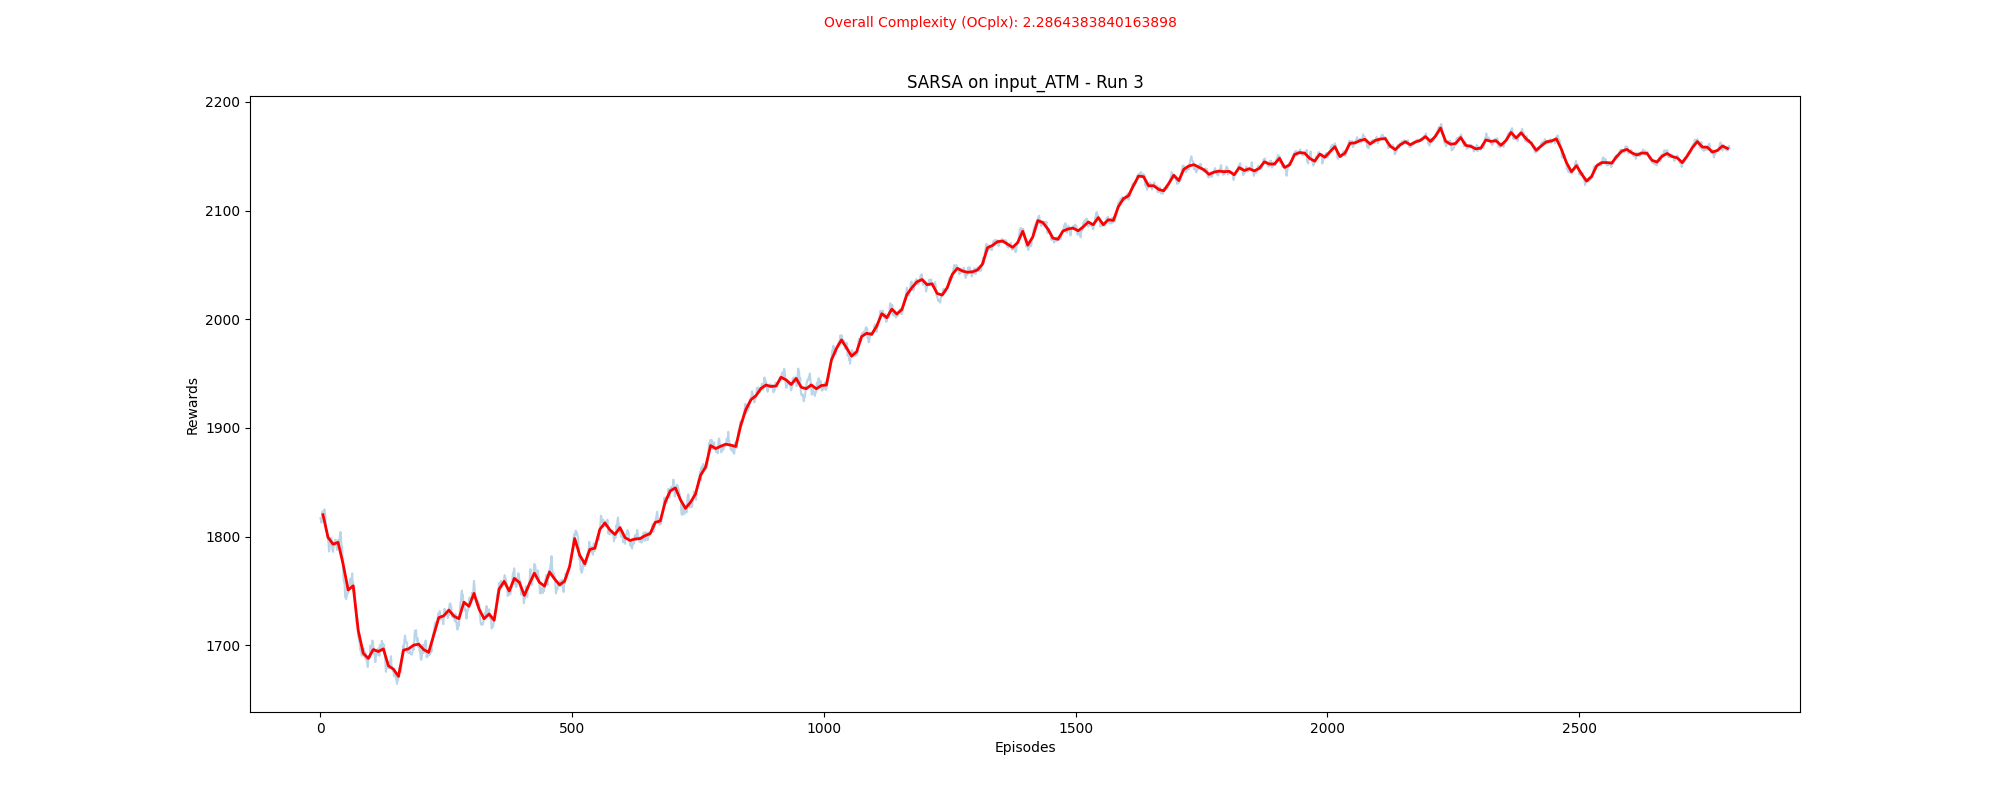 Overall Complexity (OCplx): 2.2864383840163898
SARSA on input_ATM - Run 3
2200
2100
2000
1900
1800
1700
Rewards
0 500 1000 1500 2000 2500
Episodes